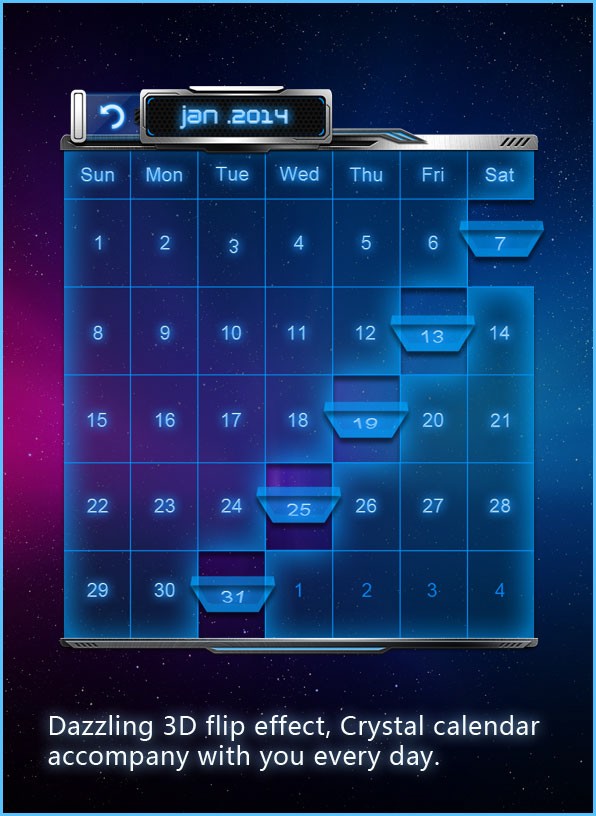 jan .2014
Sun Mon Tue Wed Thu Fri Sat
1 2 3 4 5 6 7
8 9 10 11 12 13 14
15 16 17 18 19 20 21
22 23 24 25 26 27 28
29 30 31 1 2 3 4
Dazzling 3D flip effect, Crystal calendar
accompany with you every day.